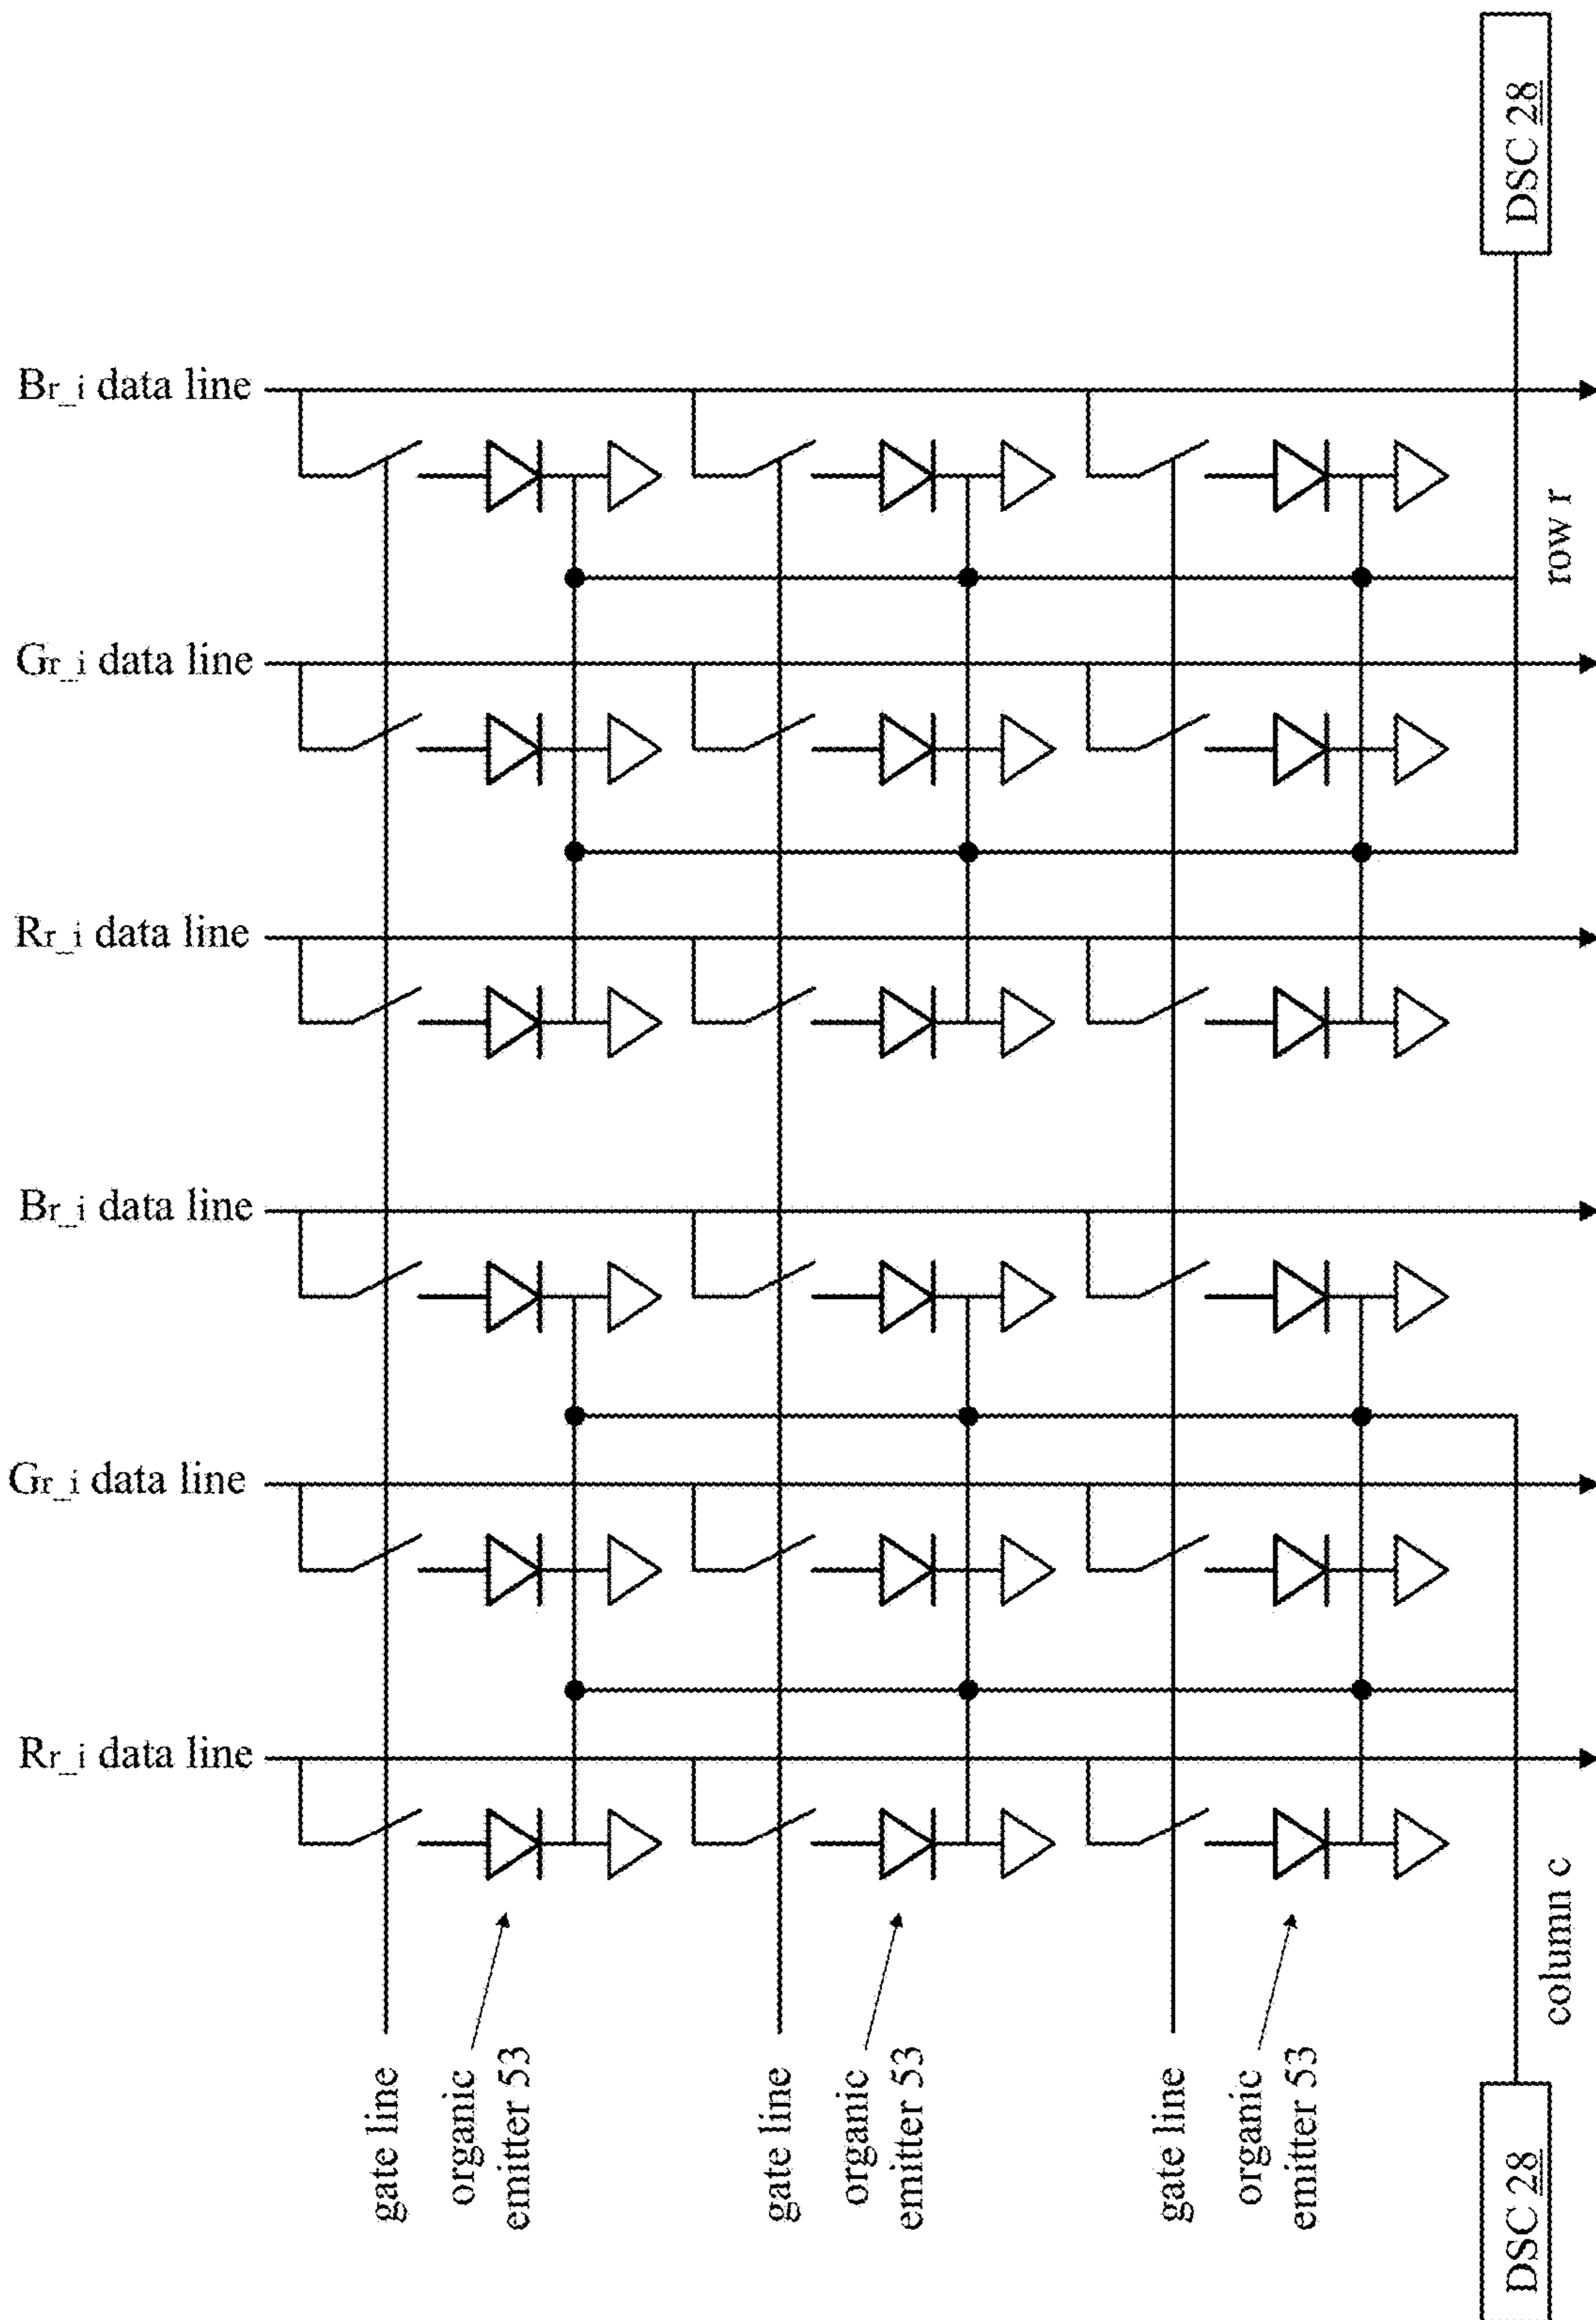 DSC 28
Br_i data line
row r
Gr_i data line
Rr_i data line
Br_i data line
Gr_i data line
Rr_i data line
column c
gate line
organic
emitter 53
gate line
organic
emitter 53
gate line
organic
emitter 53
DSC 28